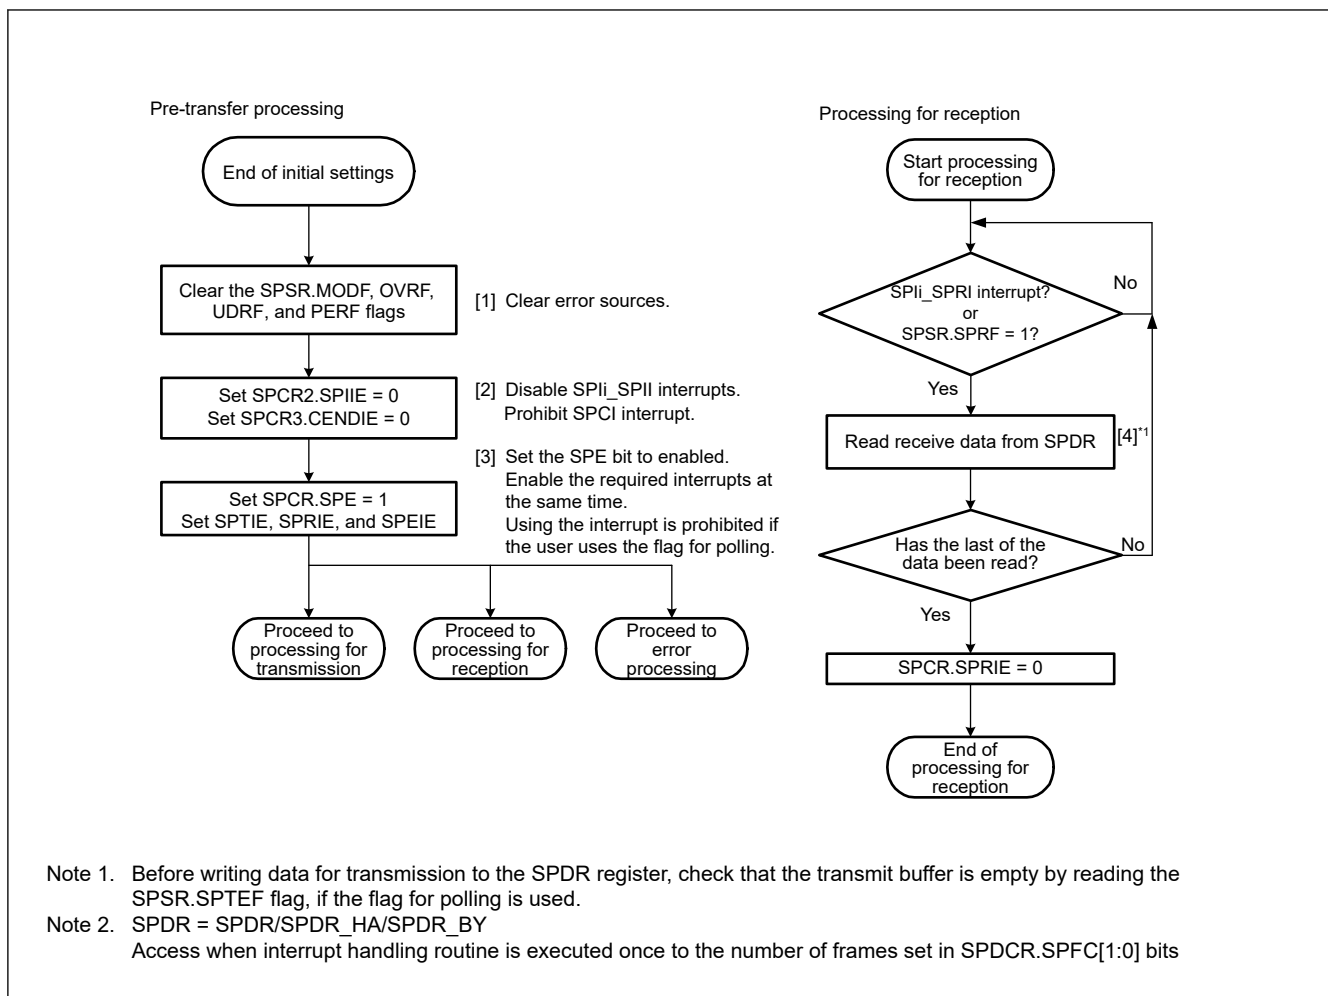 Pre-transfer processing
End of initial settings
Clear the SPSR.MODF, OVRF,
UDRF, and PERF flags
[1] Clear error sources.
Set SPCR2.SPIIE = 0
Set SPCR3.CENDIE = 0
[2] Disable SPIi_SPII interrupts.
Prohibit SPCI interrupt.
[3] Set the SPE bit to enabled.
Enable the required interrupts at
the same time.
Using the interrupt is prohibited if
the user uses the flag for polling.
Set SPCR.SPE = 1
Set SPTIE, SPRIE, and SPEIE
Proceed to
processing for
transmission
Proceed to
processing for
reception
Proceed to
error
processing
Processing for reception
Start processing
for reception
SPIi_SPRI interrupt?
or
SPSR.SPRF = 1?
No
Yes
Read receive data from SPDR
[4]*1
Has the last of the
data been read?
No
Yes
SPCR.SPRIE = 0
End of
processing for
reception
Note 1. Before writing data for transmission to the SPDR register, check that the transmit buffer is empty by reading the
SPSR.SPTEF flag, if the flag for polling is used.
Note 2. SPDR = SPDR/SPDR_HA/SPDR_BY
Access when interrupt handling routine is executed once to the number of frames set in SPDCR.SPFC[1:0] bits